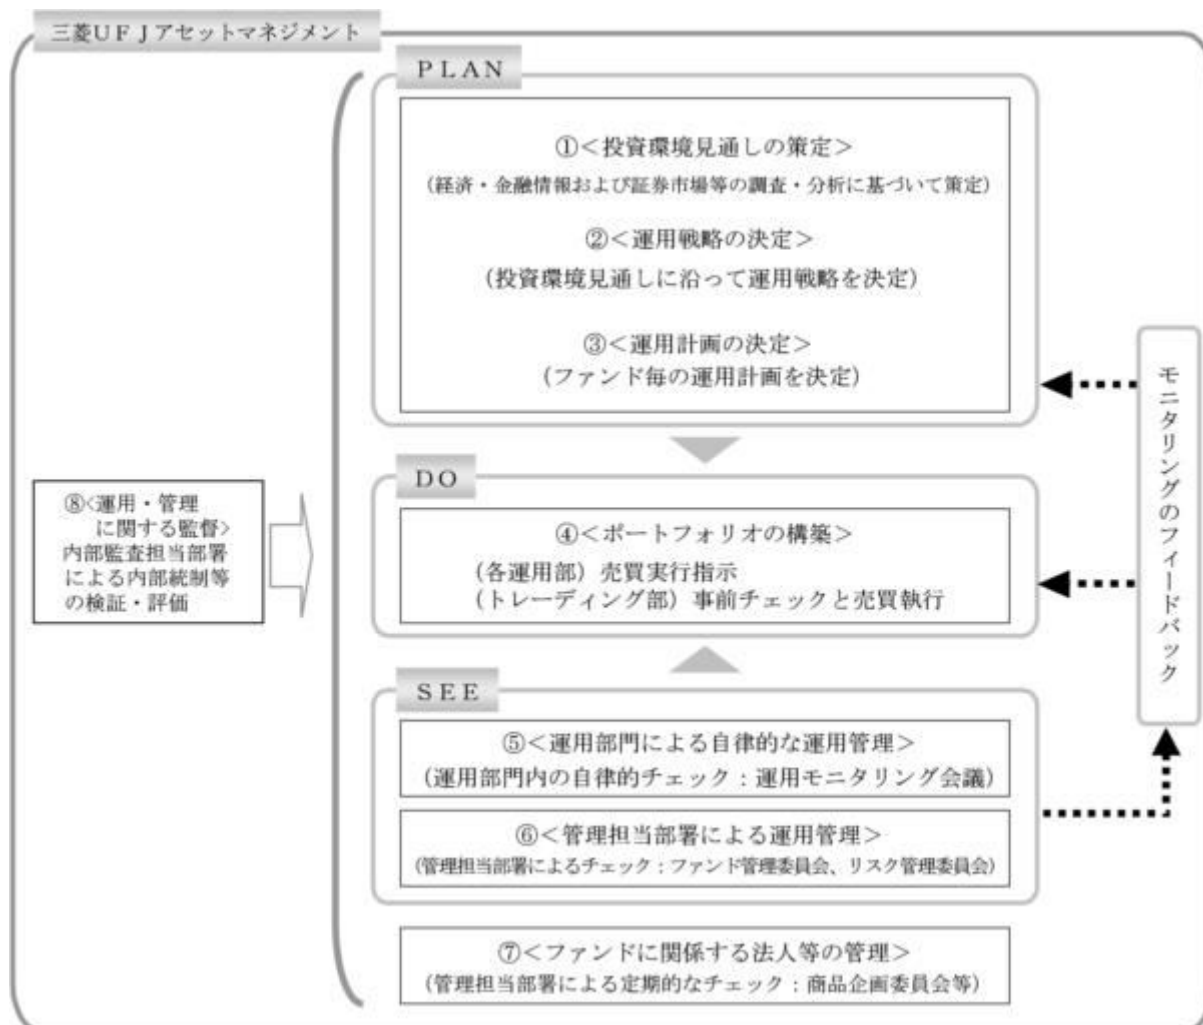 三菱ＵＦＪアセットマネジメント
ＰＬＡＮ
①＜投資環境見通しの策定＞
（経済・金融情報および証券市場等の調査・分析に基づいて策定）
②＜運用戦略の決定＞
（投資環境見通しに沿って運用戦略を決定）
③＜運用計画の決定＞
（ファンド毎の運用計画を決定）
ＤＯ
④＜ポートフォリオの構築＞
（各運用部）売買実行指示
（トレーディング部）事前チェックと売買執行
ＳＥＥ
⑤＜運用部門による自律的な運用管理＞
（運用部門内の自律的チェック：運用モニタリング会議）
⑥＜管理担当部署による運用管理＞
（管理担当部署によるチェック：ファンド管理委員会、リスク管理委員会）
⑦＜ファンドに関係する法人等の管理＞
（管理担当部署による定期的なチェック：商品企画委員会等）
⑧<運用・管理
に関する監督>
内部監査担当部署
による内部統制等
の検証・評価
モニタリングのフィードバック